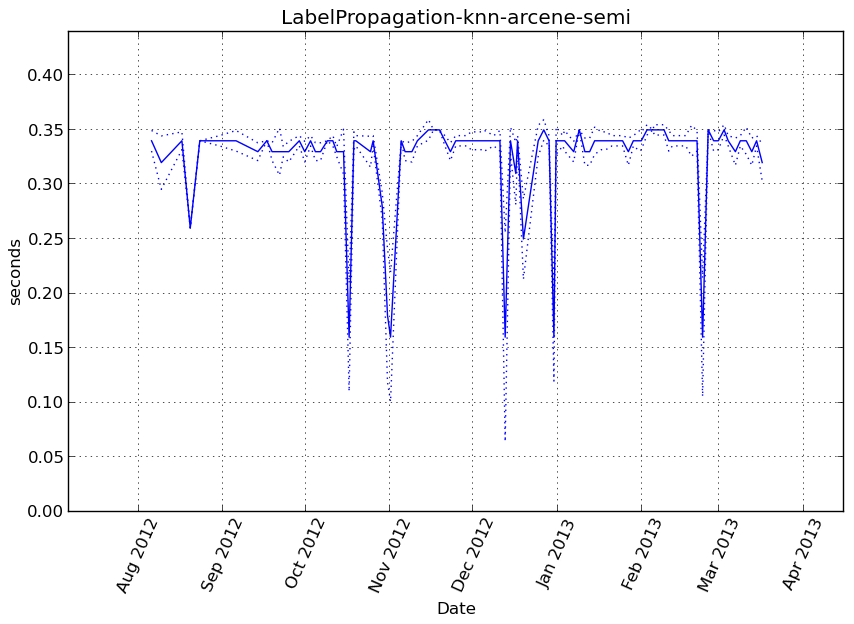 LabelPropagation-knn-arcene-semi
0.40
0.35
0.30
0.25
0.20
0.15
0.10
0.05
0.00
seconds
Aug 2012
Sep 2012
Oct 2012
Nov 2012
Dec 2012
Jan 2013
Feb 2013
Mar 2013
Apr 2013
Date